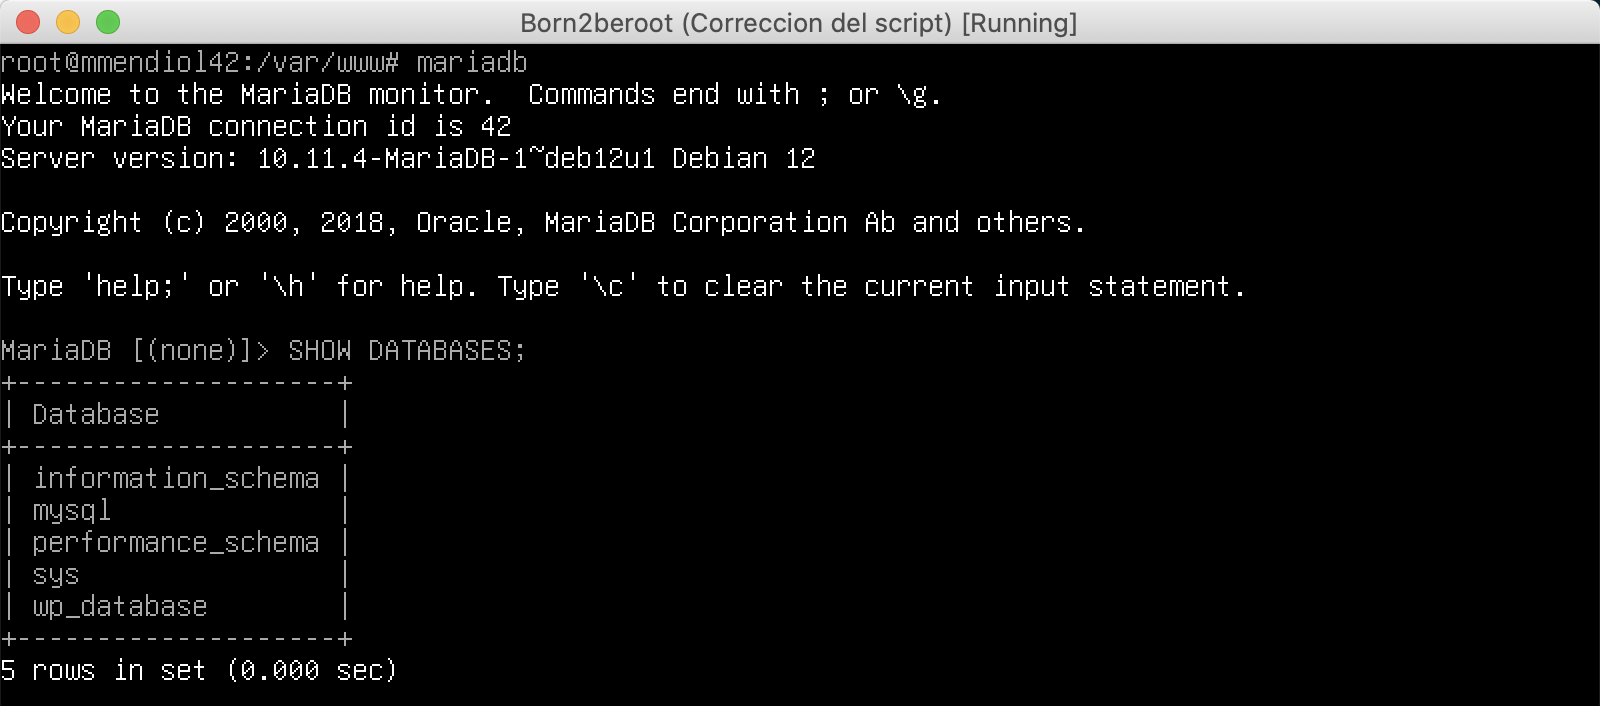 Born2beroot (Correccion del script) [Running]
root@mmendiol42:/var/www# mariadb
Welcome to the MariaDB monitor.  Commands end with ; or \g.
Your MariaDB connection id is 42
Server version: 10.11.4-MariaDB-1~deb12u1 Debian 12
Copyright (c) 2000, 2018, Oracle, MariaDB Corporation Ab and others.
Type 'help;' or '\h' for help. Type '\c' to clear the current input statement.
MariaDB [(none)]> SHOW DATABASES;
+--------------------+
| Database           |
+--------------------+
| information_schema |
| mysql              |
| performance_schema |
| sys                |
| wp_database        |
+--------------------+
5 rows in set (0.000 sec)